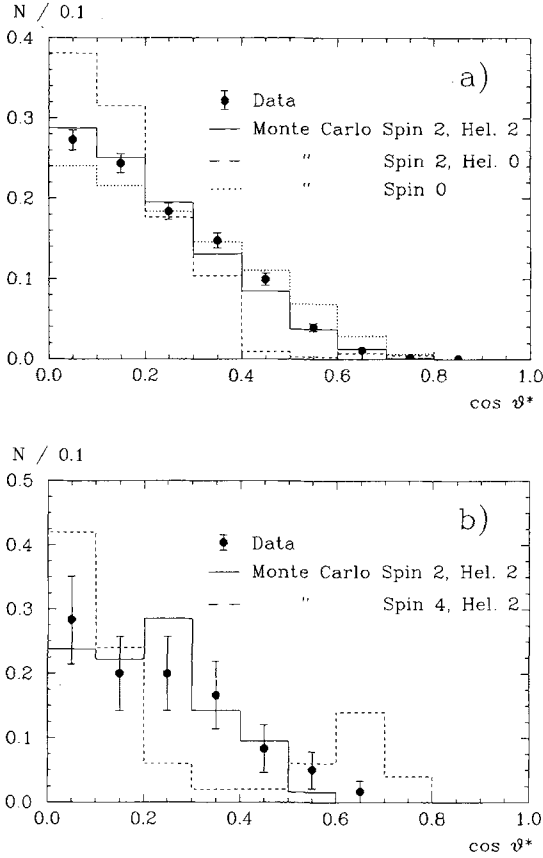 N / 0.1
0.4
a)
Data
0.3
Monte Carlo Spin 2, Hel. 2
" Spin 2, Hel. 0
" Spin 0
0.2
0.1
0.0
0.0 0.2 0.4 0.6 0.8 1.0
cos ϑ*
N / 0.1
0.5
b)
Data
0.4
Monte Carlo Spin 2, Hel. 2
" Spin 4, Hel. 2
0.3
0.2
0.1
0.0
0.0 0.2 0.4 0.6 0.8 1.0
cos ϑ*